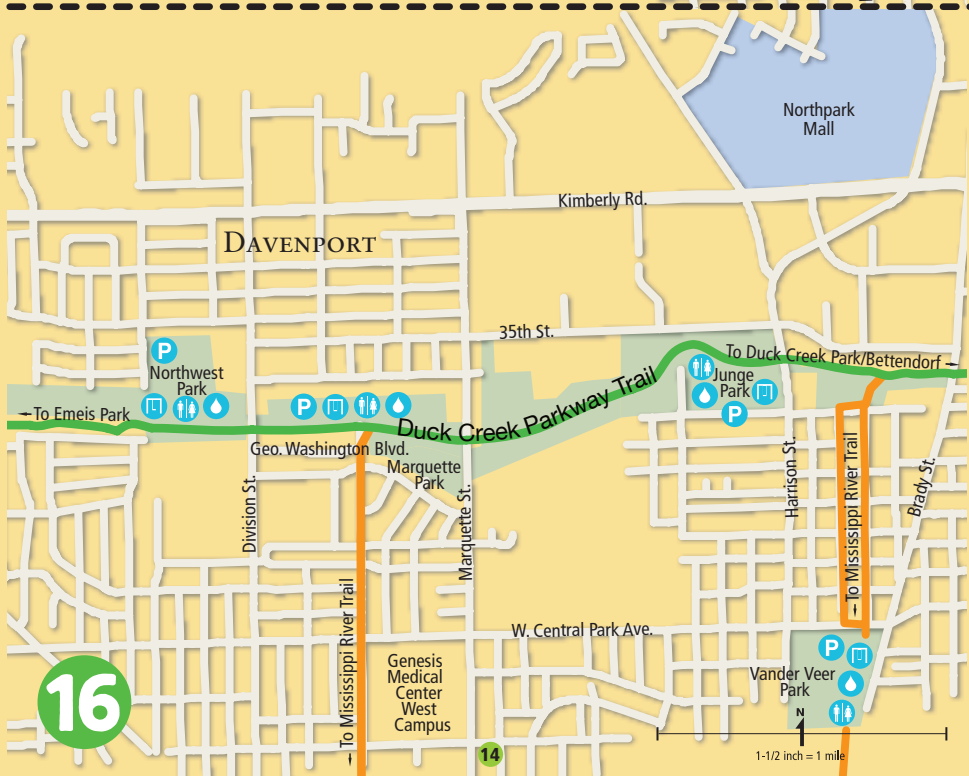 Northpark
Mall
Kimberly Rd.
DAVENPORT
35th St.
P
Northwest
Park
To Duck Creek Park/Bettendorf→
Junge
Park
P
←To Emeis Park
P
Duck Creek Parkway Trail
Geo. Washington Blvd.
Marquette
Park
Division St.
Marquette St.
Harrison St.
←To Mississippi River Trail
Brady St.
←To Mississippi River Trail
W. Central Park Ave.
Genesis
Medical
Center
West
Campus
P
Vander Veer
Park
16
N
14
1-1/2 inch = 1 mile